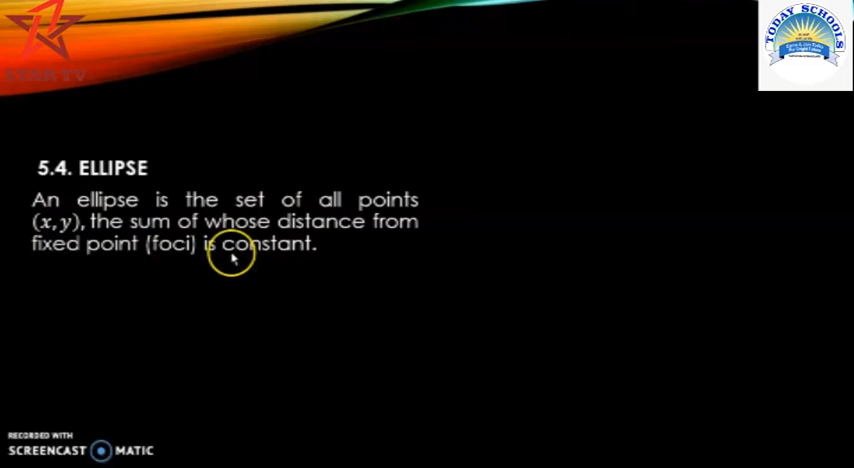 STAR TV
TODAY SCHOOLS
5.4. ELLIPSE
An ellipse is the set of all points
(x, y), the sum of whose distance from
fixed point (foci) is constant.
RECORDED WITH
SCREENCAST MATIC